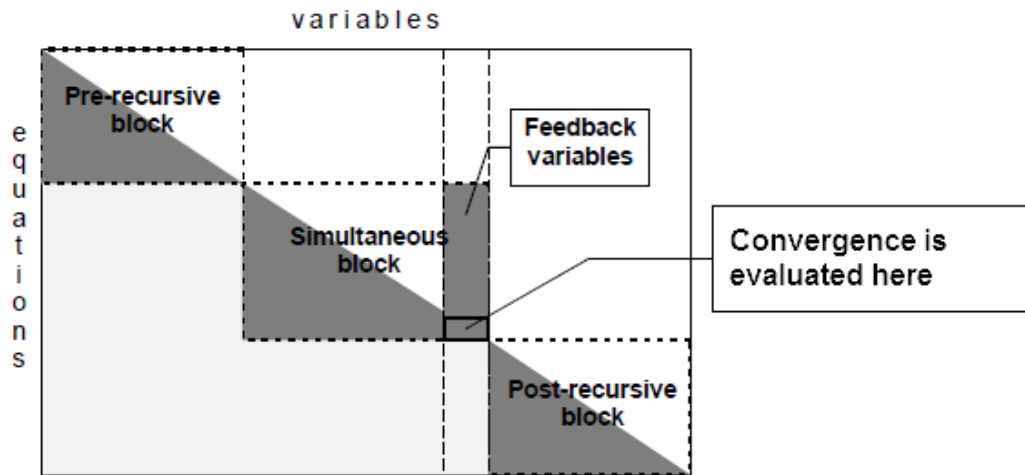 variables
equations
Pre-recursive
block
Feedback
variables
Simultaneous
block
Convergence is
evaluated here
Post-recursive
block